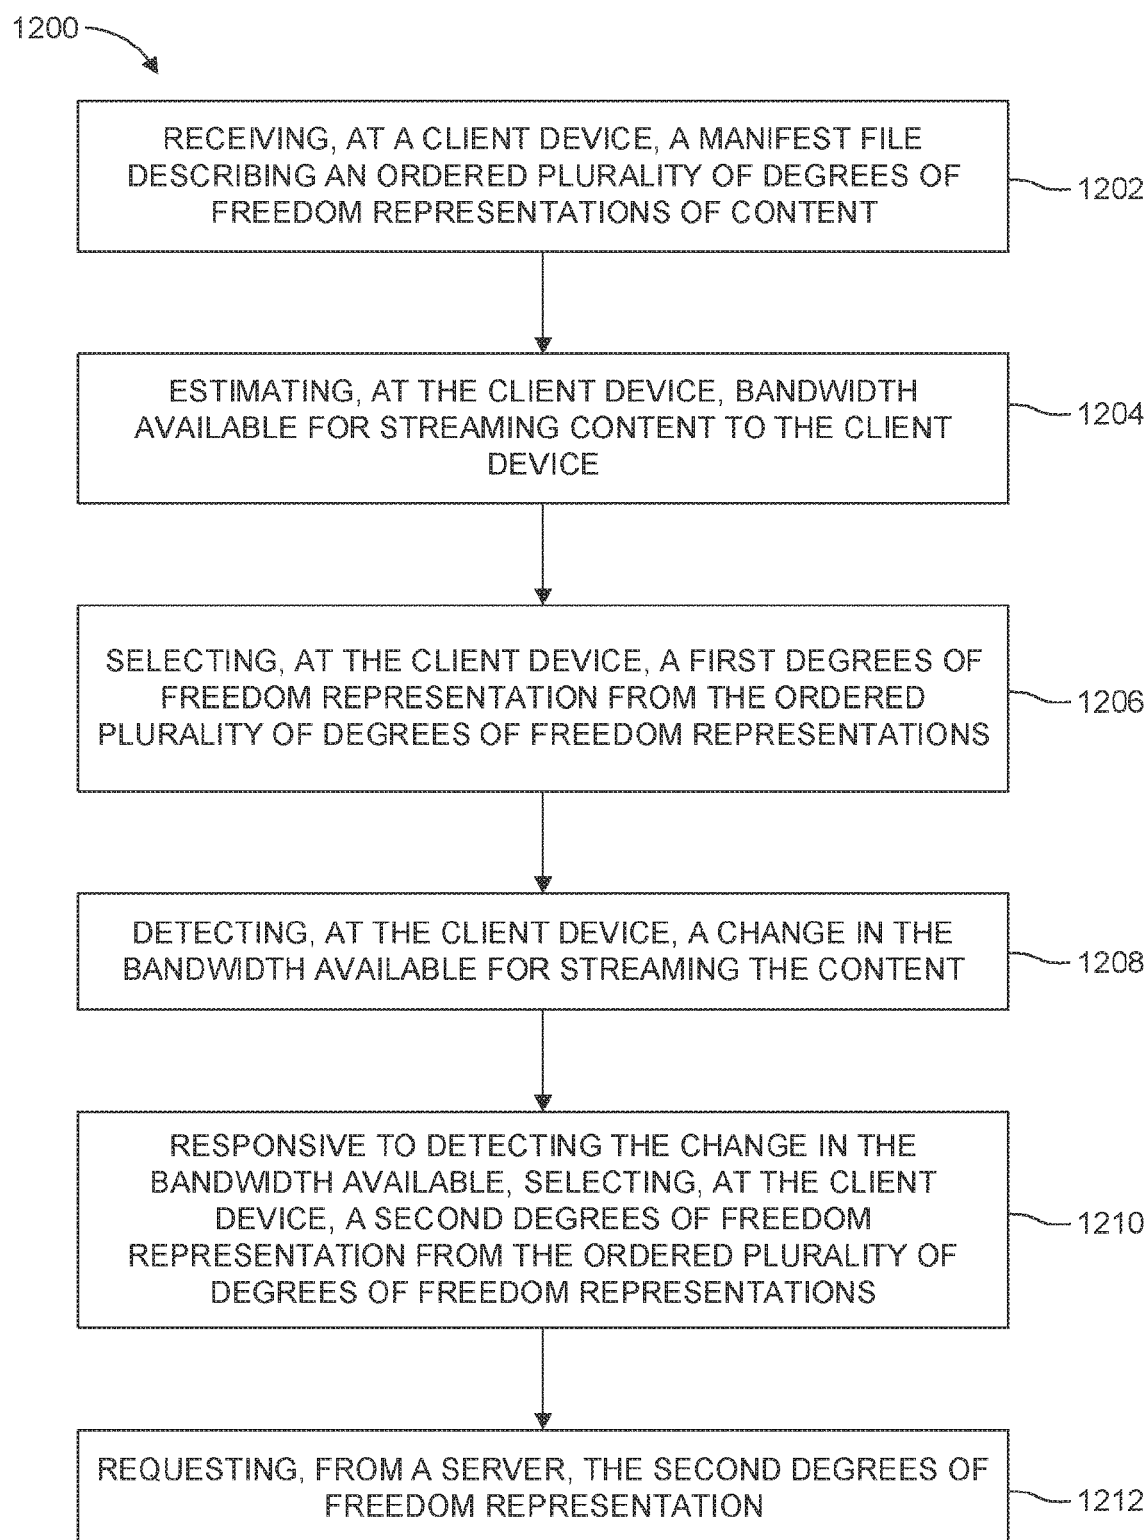 1200
RECEIVING, AT A CLIENT DEVICE, A MANIFEST FILE
DESCRIBING AN ORDERED PLURALITY OF DEGREES OF
FREEDOM REPRESENTATIONS OF CONTENT
1202
ESTIMATING, AT THE CLIENT DEVICE, BANDWIDTH
AVAILABLE FOR STREAMING CONTENT TO THE CLIENT
DEVICE
1204
SELECTING, AT THE CLIENT DEVICE, A FIRST DEGREES OF
FREEDOM REPRESENTATION FROM THE ORDERED
PLURALITY OF DEGREES OF FREEDOM REPRESENTATIONS
1206
DETECTING, AT THE CLIENT DEVICE, A CHANGE IN THE
BANDWIDTH AVAILABLE FOR STREAMING THE CONTENT
1208
RESPONSIVE TO DETECTING THE CHANGE IN THE
BANDWIDTH AVAILABLE, SELECTING, AT THE CLIENT
DEVICE, A SECOND DEGREES OF FREEDOM
REPRESENTATION FROM THE ORDERED PLURALITY OF
DEGREES OF FREEDOM REPRESENTATIONS
1210
REQUESTING, FROM A SERVER, THE SECOND DEGREES OF
FREEDOM REPRESENTATION
1212